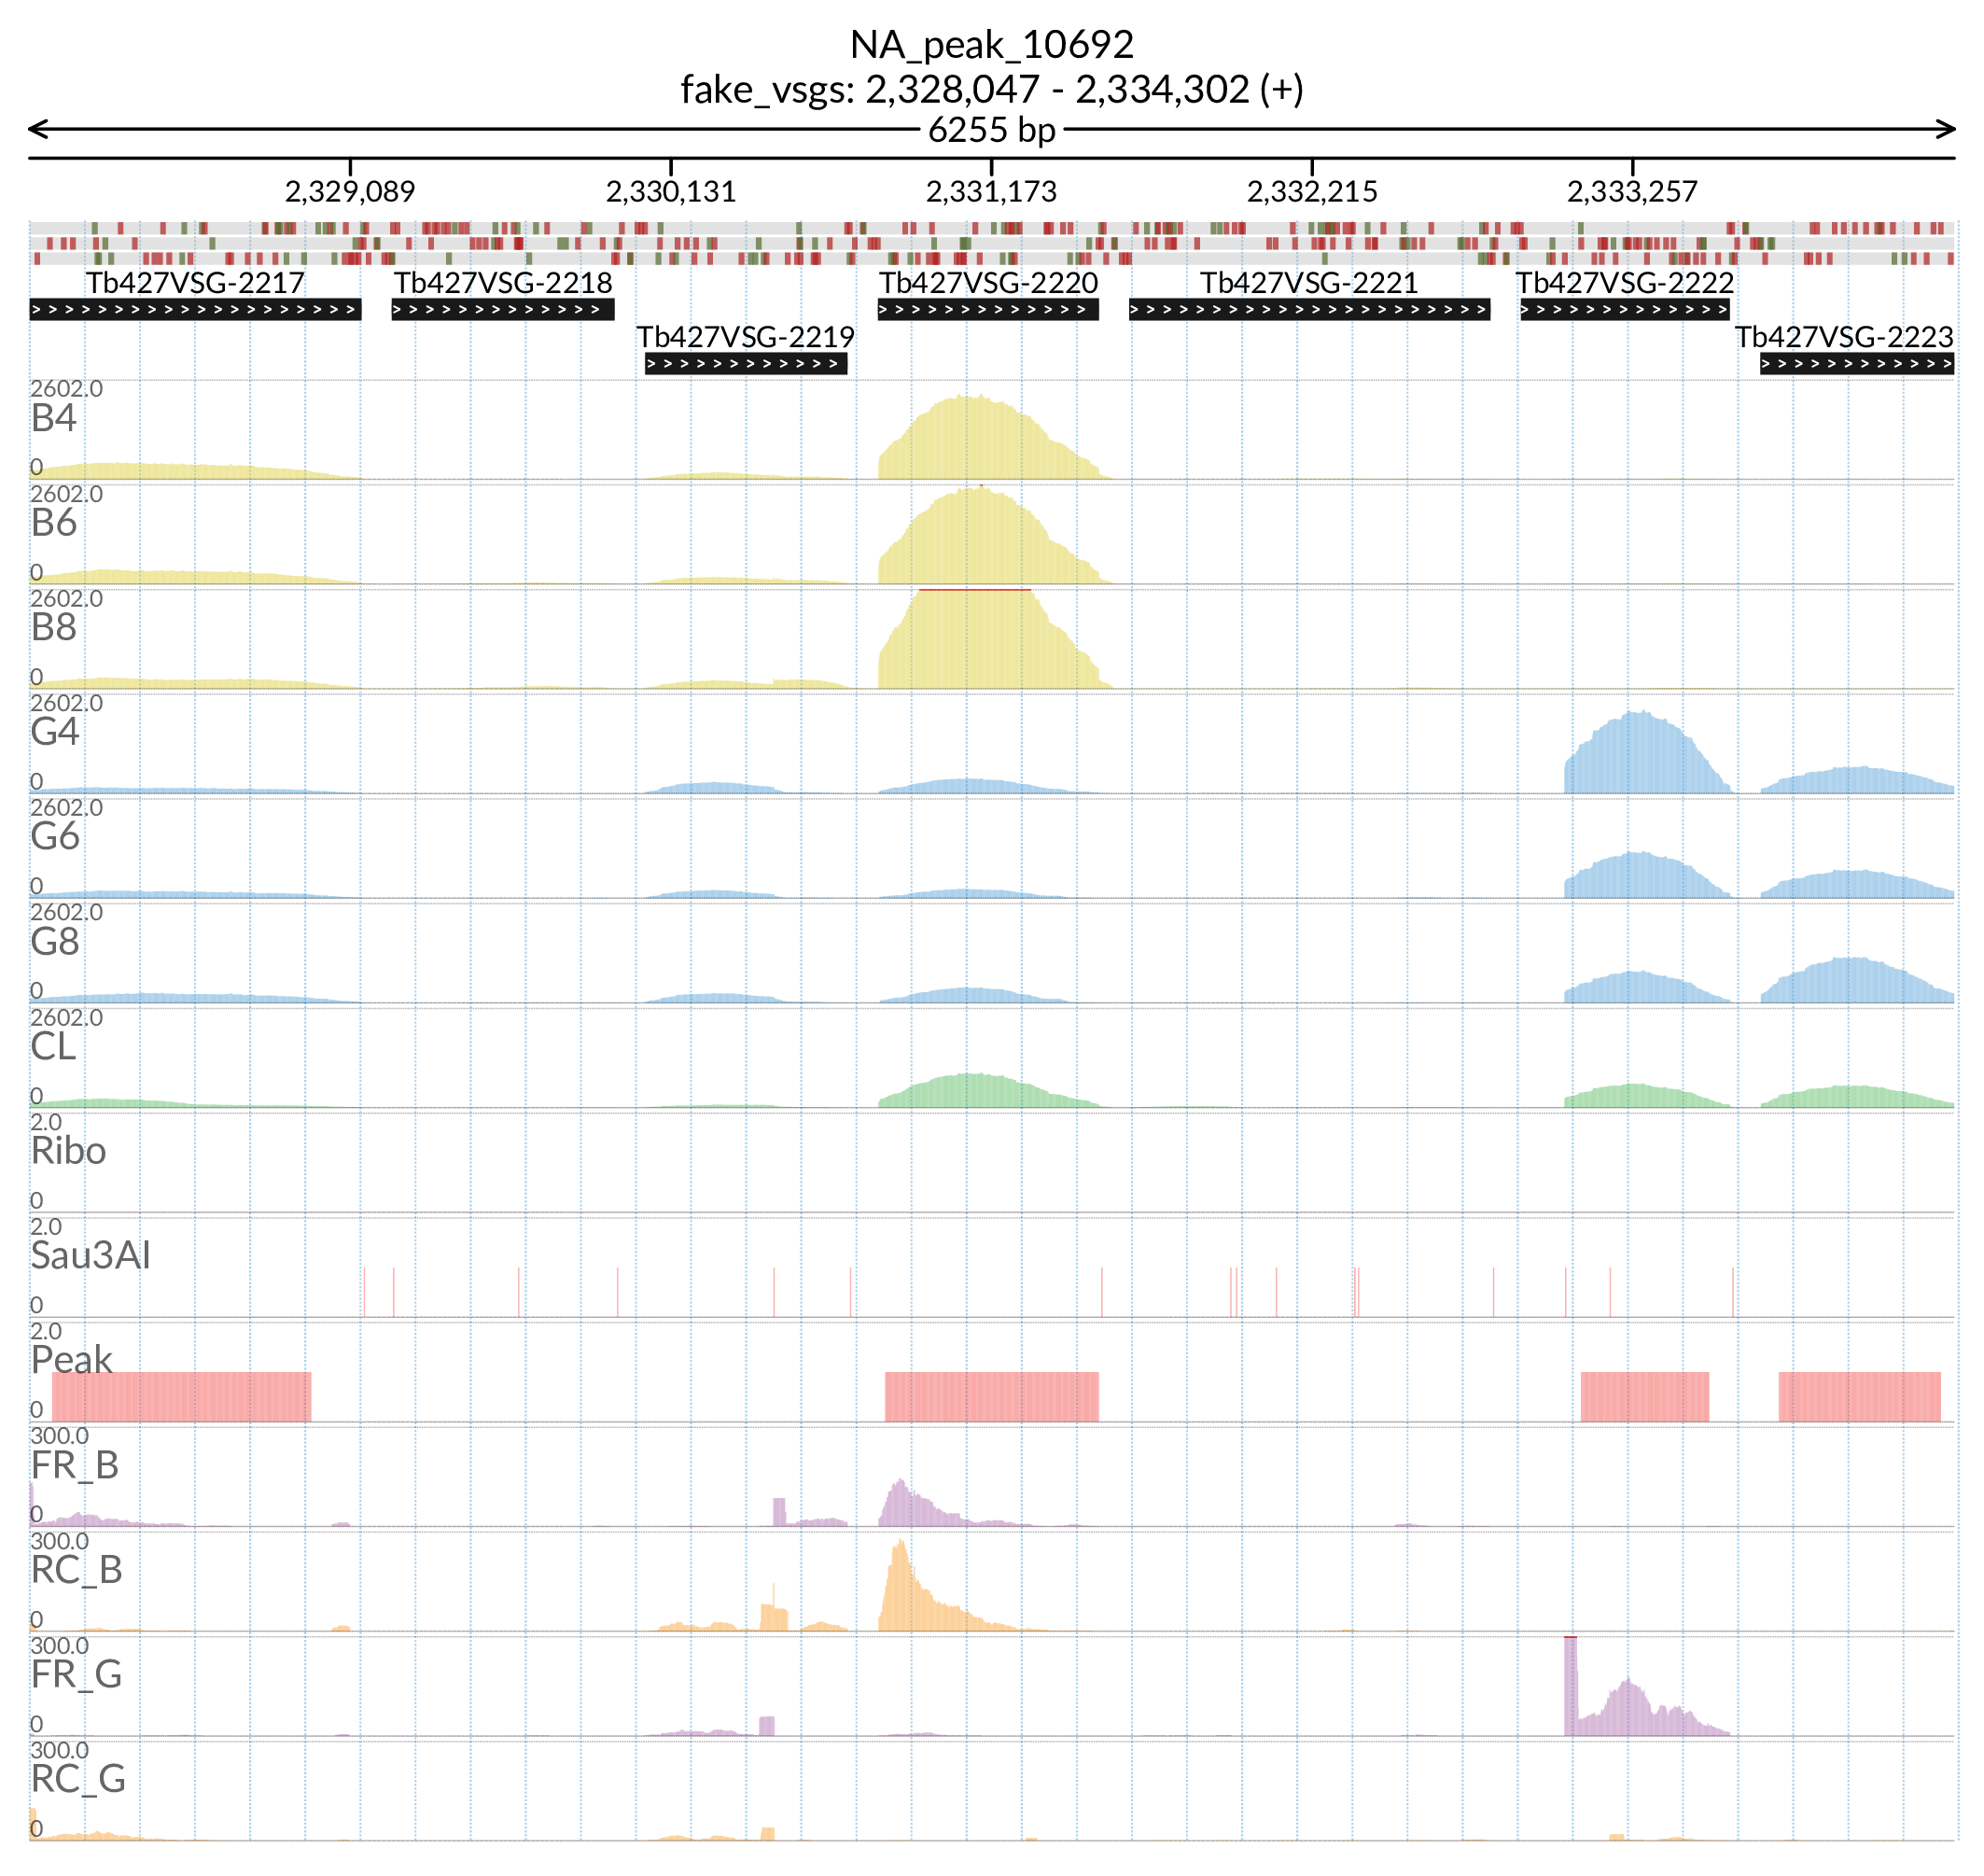 NA_peak_10692
fake_vsgs: 2,328,047 - 2,334,302 (+)
6255 bp
2,329,089 2,330,131 2,331,173 2,332,215 2,333,257
Tb427VSG-2217 Tb427VSG-2218 Tb427VSG-2220 Tb427VSG-2221 Tb427VSG-2222
Tb427VSG-2219 Tb427VSG-2223
2602.0
B4
0
2602.0
B6
0
2602.0
B8
0
2602.0
G4
0
2602.0
G6
0
2602.0
G8
0
2602.0
CL
0
2.0
Ribo
0
2.0
Sau3AI
0
2.0
Peak
0
300.0
FR_B
0
300.0
RC_B
0
300.0
FR_G
0
300.0
RC_G
0